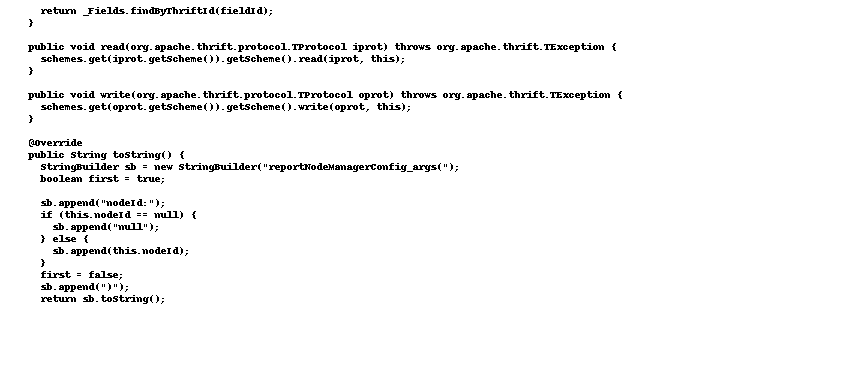 return _Fields.findByThriftId(fieldId);
}
public void read(org.apache.thrift.protocol.TProtocol iprot) throws org.apache.thrift.TException {
schemes.get(iprot.getScheme()).getScheme().read(iprot, this);
}
public void write(org.apache.thrift.protocol.TProtocol oprot) throws org.apache.thrift.TException {
schemes.get(oprot.getScheme()).getScheme().write(oprot, this);
}
@Override
public String toString() {
StringBuilder sb = new StringBuilder("reportNodeManagerConfig_args(");
boolean first = true;
sb.append("nodeId:");
if (this.nodeId == null) {
sb.append("null");
} else {
sb.append(this.nodeId);
}
first = false;
sb.append(")");
return sb.toString();